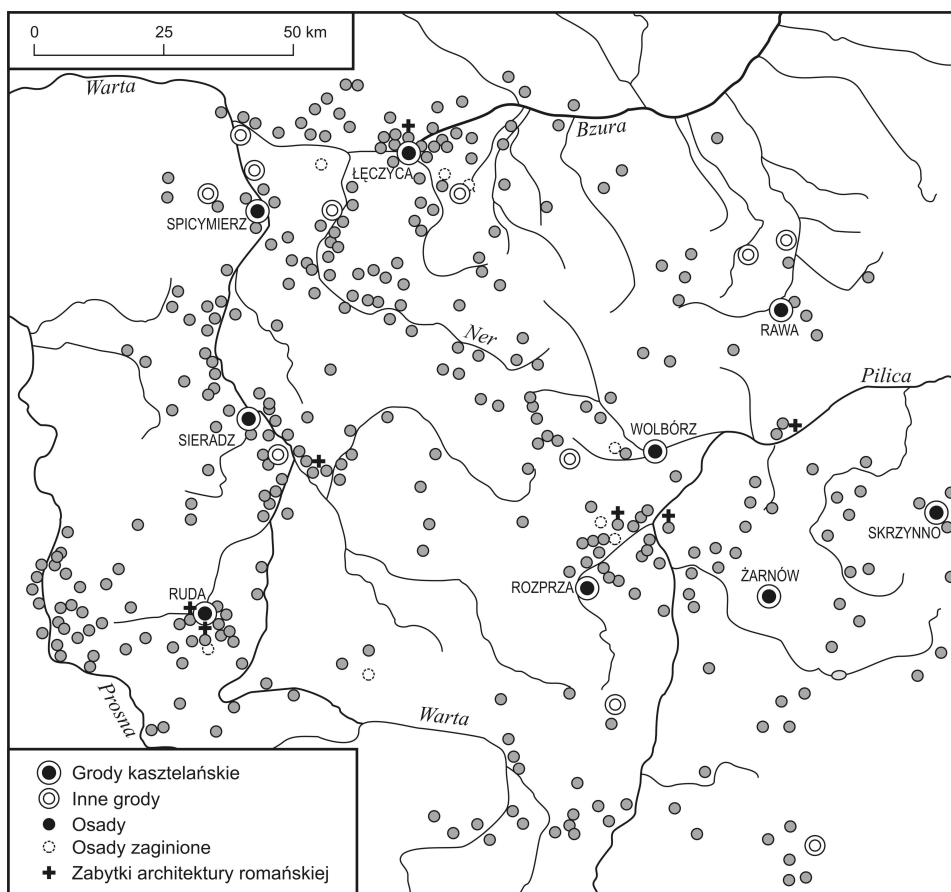 0 25 50 km
Warta
Bzura
ŁĘCZYCA
SPICYMIERZ
RAWA
Ner
Pilica
SIERADZ
WOLBÓRZ
SKRZYNNO
RUDA
ROZPRZA
ŻARNÓW
Prosna
Warta
Grody kasztelańskie
Inne grody
Osady
Osady zaginione
Zabytki architektury romańskiej